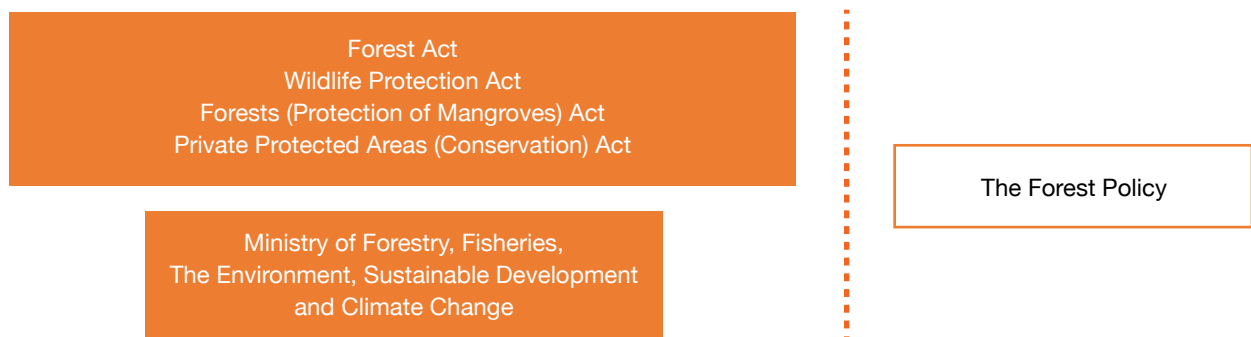 Forest Act
Wildlife Protection Act
Forests (Protection of Mangroves) Act
Private Protected Areas (Conservation) Act
Ministry of Forestry, Fisheries,
The Environment, Sustainable Development
and Climate Change
The Forest Policy